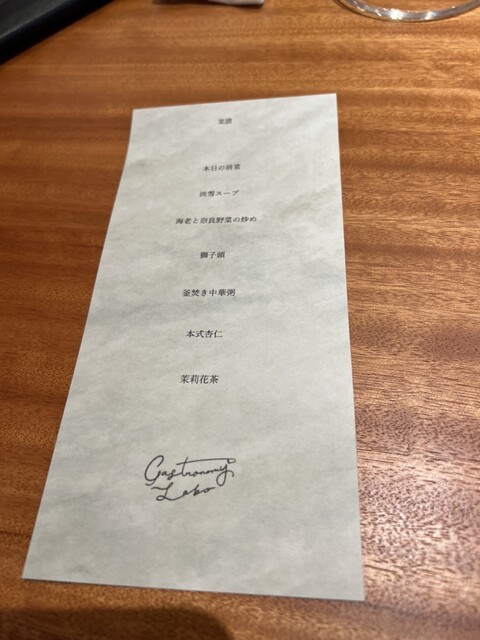 菜譜
本日の前菜
淡雪スープ
海老と奈良野菜の炒め
獅子頭
釜焚き中華粥
本式杏仁
茉莉花茶
Gastronomy
Labo